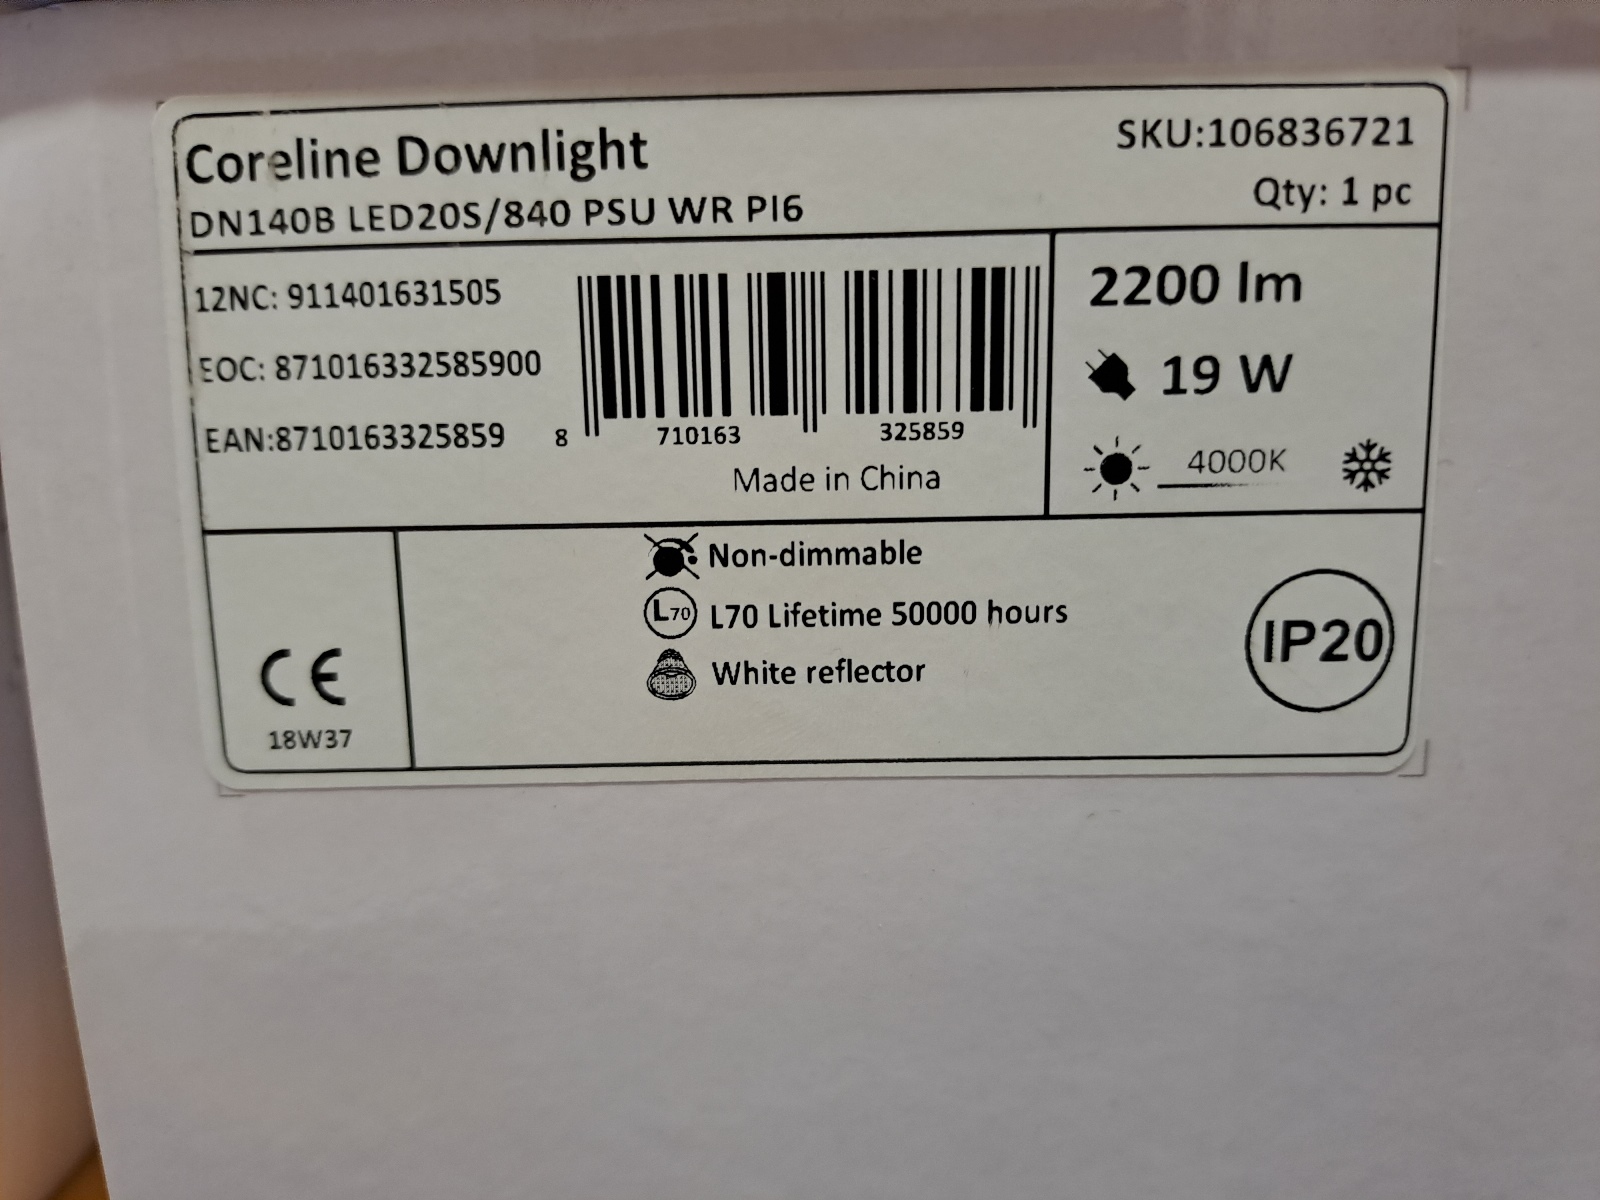 Coreline Downlight
DN140B LED20S/840 PSU WR PI6
SKU:106836721
Qty: 1 pc
12NC: 911401631505
EOC: 871016332585900
EAN:8710163325859
8 710163 325859
Made in China
2200 lm
19 W
4000K
CE
18W37
Non-dimmable
L70 L70 Lifetime 50000 hours
White reflector
IP20